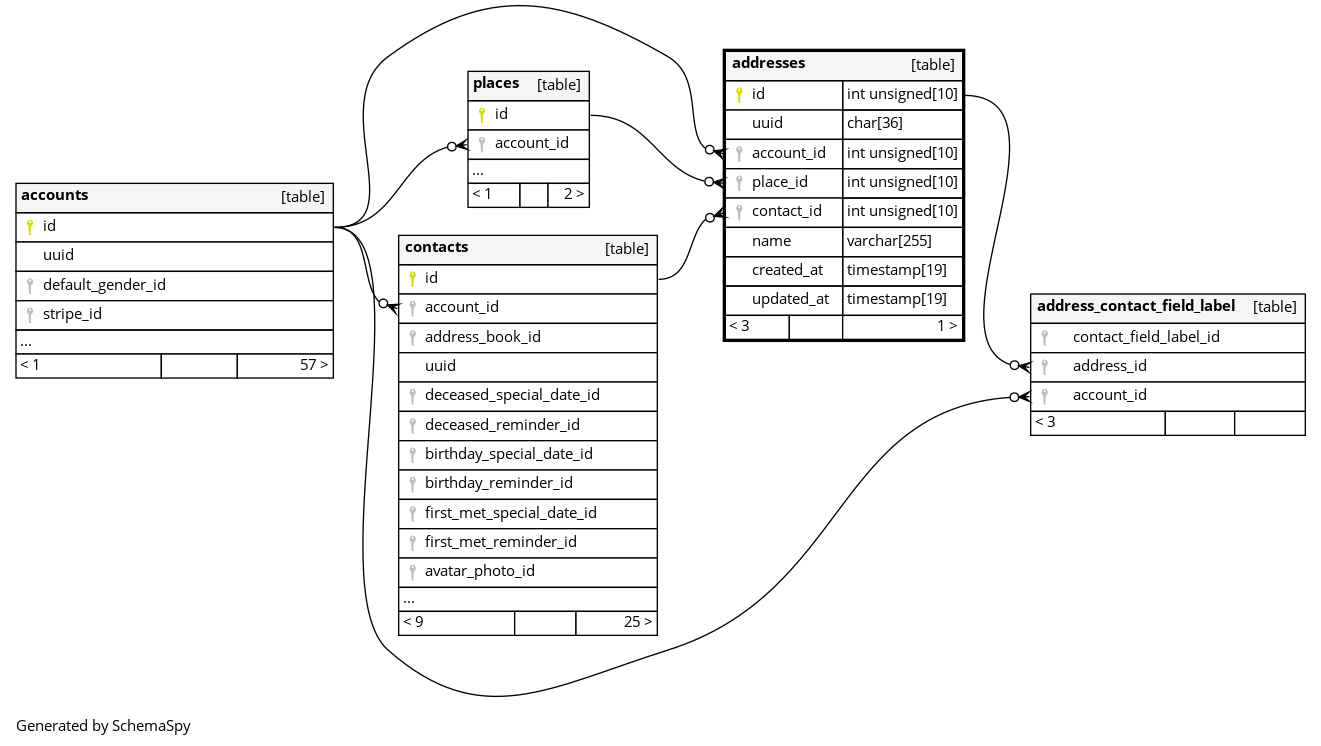 accounts [table]
id
uuid
default_gender_id
stripe_id
...
< 1 57 >
places [table]
id
account_id
...
< 1 2 >
contacts [table]
id
account_id
address_book_id
uuid
deceased_special_date_id
deceased_reminder_id
birthday_special_date_id
birthday_reminder_id
first_met_special_date_id
first_met_reminder_id
avatar_photo_id
...
< 9 25 >
addresses [table]
id int unsigned[10]
uuid char[36]
account_id int unsigned[10]
place_id int unsigned[10]
contact_id int unsigned[10]
name varchar[255]
created_at timestamp[19]
updated_at timestamp[19]
< 3 1 >
address_contact_field_label [table]
contact_field_label_id
address_id
account_id
< 3
Generated by SchemaSpy